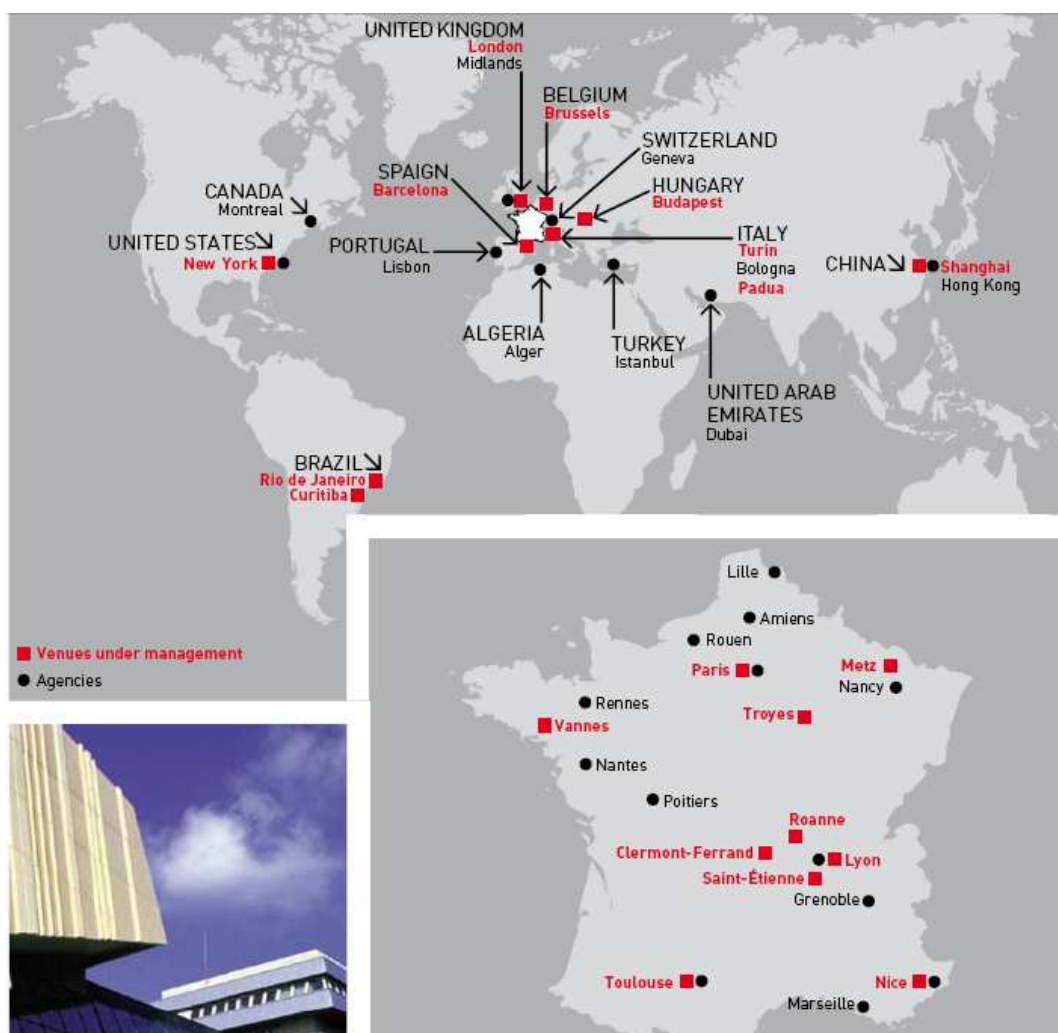 UNITED KINGDOM
London
Midlands
BELGIUM
Brussels
SWITZERLAND
Geneva
SPAIGN
Barcelona
HUNGARY
Budapest
CANADA
Montreal
UNITED STATES
New York
PORTUGAL
Lisbon
ITALY
Turin
Bologna
Padua
CHINA
Shanghai
Hong Kong
ALGERIA
Alger
TURKEY
Istanbul
UNITED ARAB
EMIRATES
Dubai
BRAZIL
Rio de Janeiro
Curitiba
Venues under management
Agencies
Lille
Amiens
Rouen
Paris
Metz
Nancy
Rennes
Troyes
Vannes
Nantes
Poitiers
Roanne
Clermont-Ferrand
Lyon
Saint-Étienne
Grenoble
Toulouse
Nice
Marseille